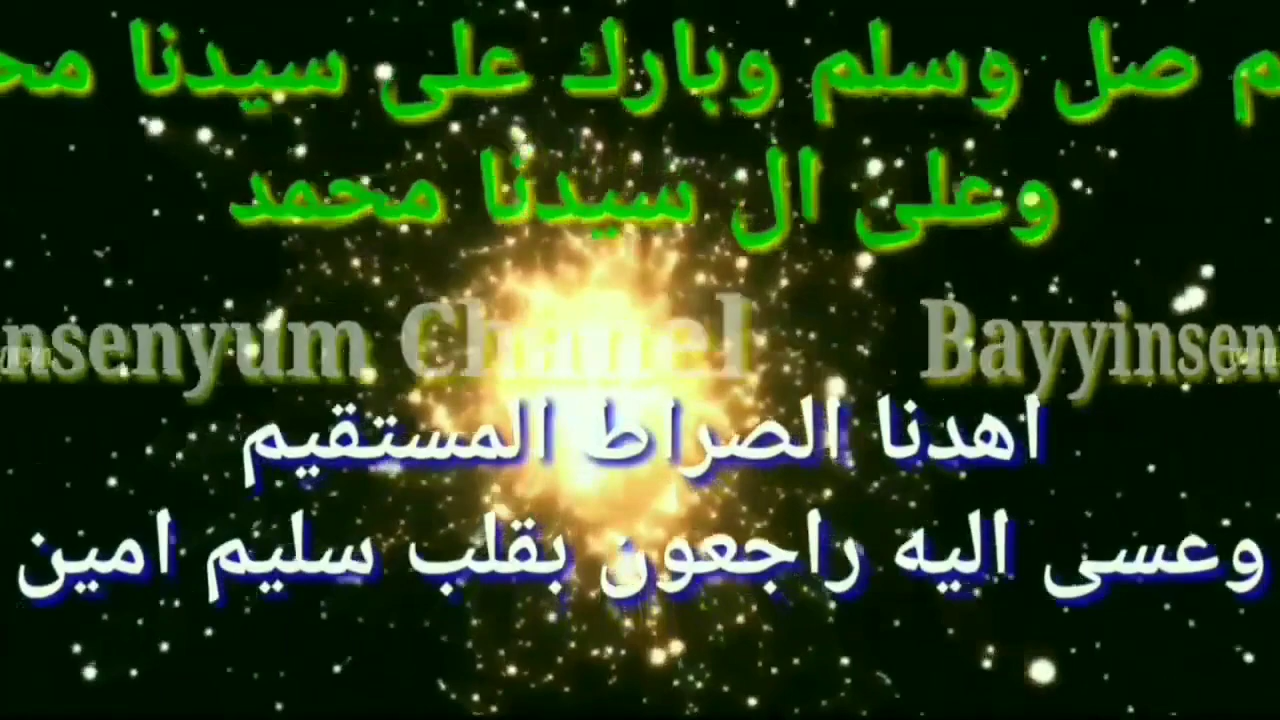 م صل وسلم وبارك على سيدنا مح
وعلى ال سيدنا محمد
nsenyum Channel Bayyinsen
اهدنا الصراط المستقيم
وعسى اليه راجعون بقلب سليم امين